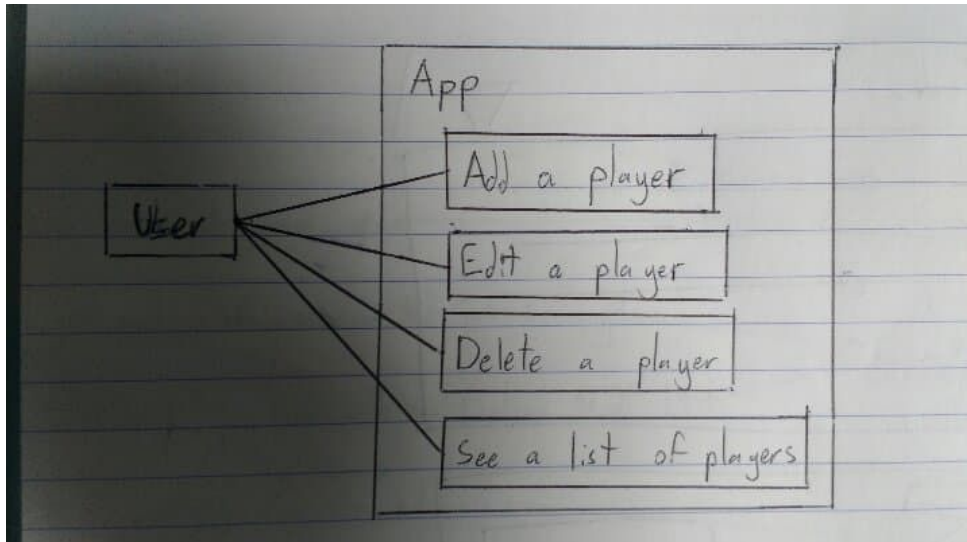 App
Add a player
User
Edit a player
Delete a player
See a list of players